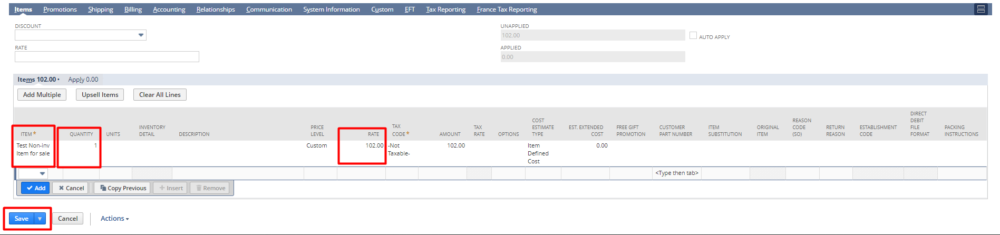 Items Promotions Shipping Billing Accounting Relationships Communication System Information Custom EFT Tax Reporting France Tax Reporting
DISCOUNT UNAPPLIED
102.00 AUTO APPLY
RATE APPLIED
0.00
Items 102.00 • Apply 0.00
Add Multiple Upsell Items Clear All Lines
ITEM * QUANTITY UNITS INVENTORY DETAIL DESCRIPTION PRICE LEVEL RATE TAX CODE * AMOUNT TAX RATE OPTIONS COST ESTIMATE TYPE EST. EXTENDED COST FREE GIFT PROMOTION CUSTOMER PART NUMBER ITEM SUBSTITUTION ORIGINAL ITEM REASON CODE (SO) RETURN REASON ESTABLISHMENT CODE DIRECT DEBIT FILE FORMAT PACKING INSTRUCTIONS
Test Non-inv 1 Custom 102.00 -Not 102.00 Item 0.00
Item for sale Taxable- Defined
Cost
<Type then tab>
Add Cancel Copy Previous Insert Remove
Save Cancel Actions